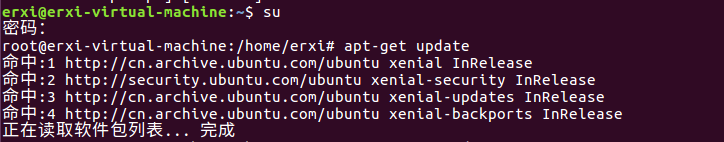 erxi@erxi-virtual-machine:~$ su
密码：
root@erxi-virtual-machine:/home/erxi# apt-get update
命中:1 http://cn.archive.ubuntu.com/ubuntu xenial InRelease
命中:2 http://security.ubuntu.com/ubuntu xenial-security InRelease
命中:3 http://cn.archive.ubuntu.com/ubuntu xenial-updates InRelease
命中:4 http://cn.archive.ubuntu.com/ubuntu xenial-backports InRelease
正在读取软件包列表... 完成